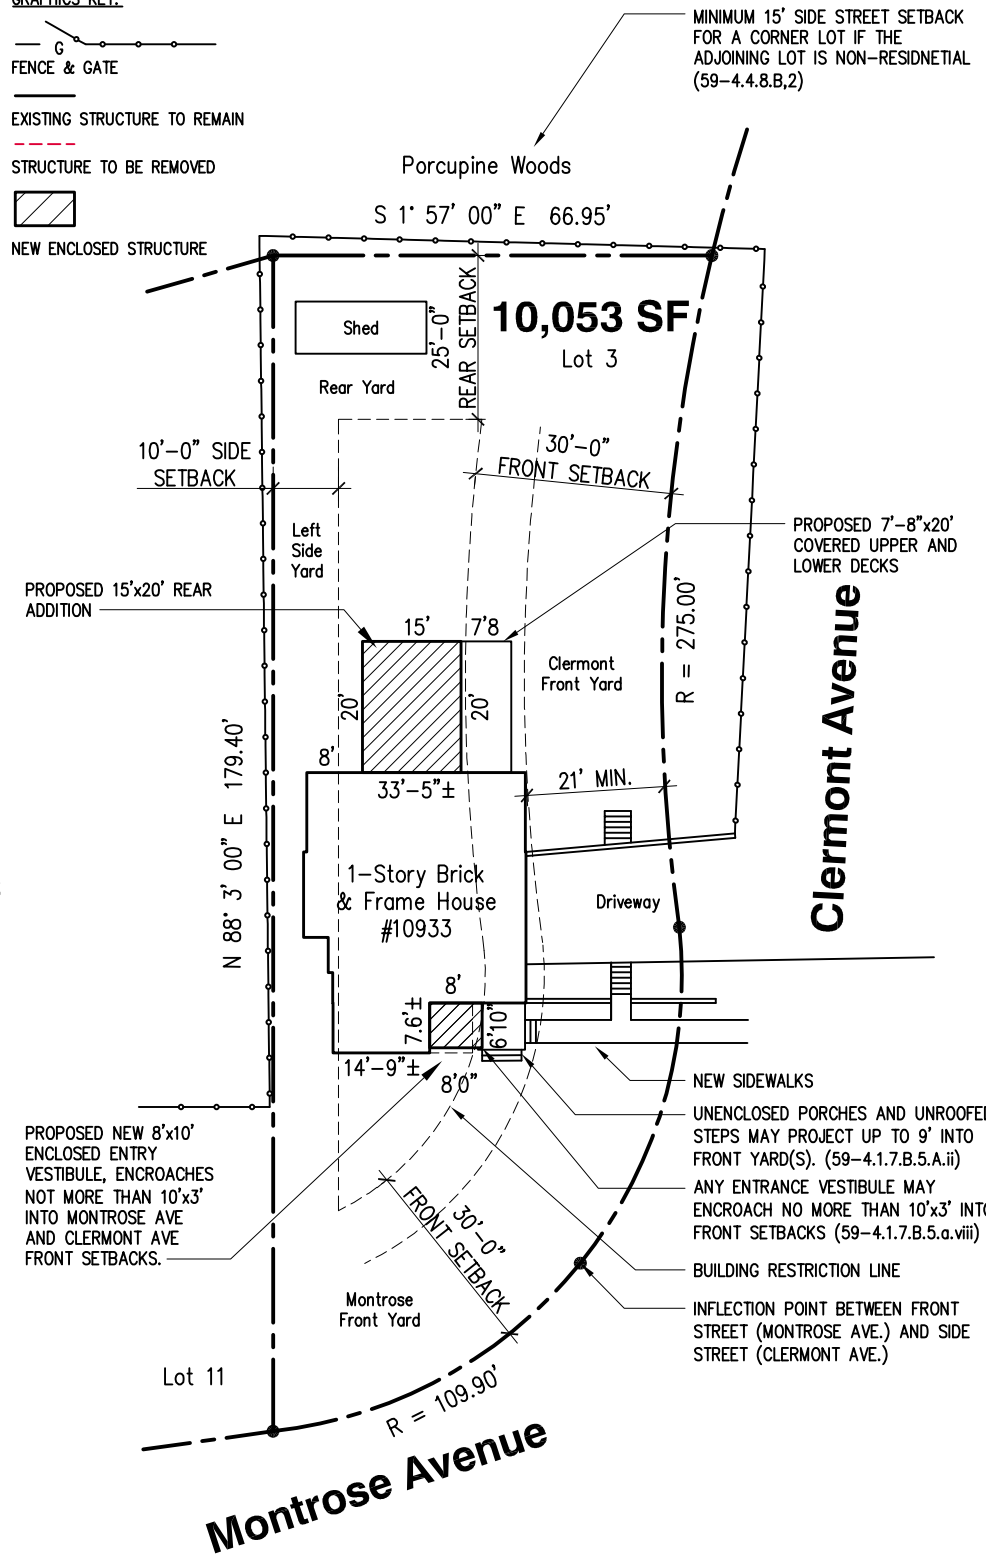 GRAPHICS KEY:
G
FENCE & GATE
EXISTING STRUCTURE TO REMAIN
STRUCTURE TO BE REMOVED
NEW ENCLOSED STRUCTURE
MINIMUM 15' SIDE STREET SETBACK
FOR A CORNER LOT IF THE
ADJOINING LOT IS NON-RESIDNETIAL
(59-4.4.8.B,2)
Porcupine Woods
S 1° 57' 00" E 66.95'
Shed
25'-0"
REAR SETBACK
10,053 SF
Lot 3
Rear Yard
10'-0" SIDE
SETBACK
30'-0"
FRONT SETBACK
Left
Side
Yard
PROPOSED 7'-8"x20'
COVERED UPPER AND
LOWER DECKS
PROPOSED 15'x20' REAR
ADDITION
15'
7'8
20'
20'
Clermont
Front Yard
R = 275.00'
Clermont Avenue
N 88° 3' 00" E 179.40'
8'
33'-5"±
21' MIN.
1-Story Brick
& Frame House
#10933
Driveway
8'
7.6'±
6'10"
14'-9"±
8'0"
NEW SIDEWALKS
UNENCLOSED PORCHES AND UNROOFED
STEPS MAY PROJECT UP TO 9' INTO
FRONT YARD(S). (59-4.1.7.B.5.A.ii)
ANY ENTRANCE VESTIBULE MAY
ENCROACH NO MORE THAN 10'x3' INTO
FRONT SETBACKS (59-4.1.7.B.5.a.viii)
BUILDING RESTRICTION LINE
INFLECTION POINT BETWEEN FRONT
STREET (MONTROSE AVE.) AND SIDE
STREET (CLERMONT AVE.)
PROPOSED NEW 8'x10'
ENCLOSED ENTRY
VESTIBULE, ENCROACHES
NOT MORE THAN 10'x3'
INTO MONTROSE AVE
AND CLERMONT AVE
FRONT SETBACKS.
30'-0"
FRONT SETBACK
Montrose
Front Yard
Lot 11
R = 109.90'
Montrose Avenue